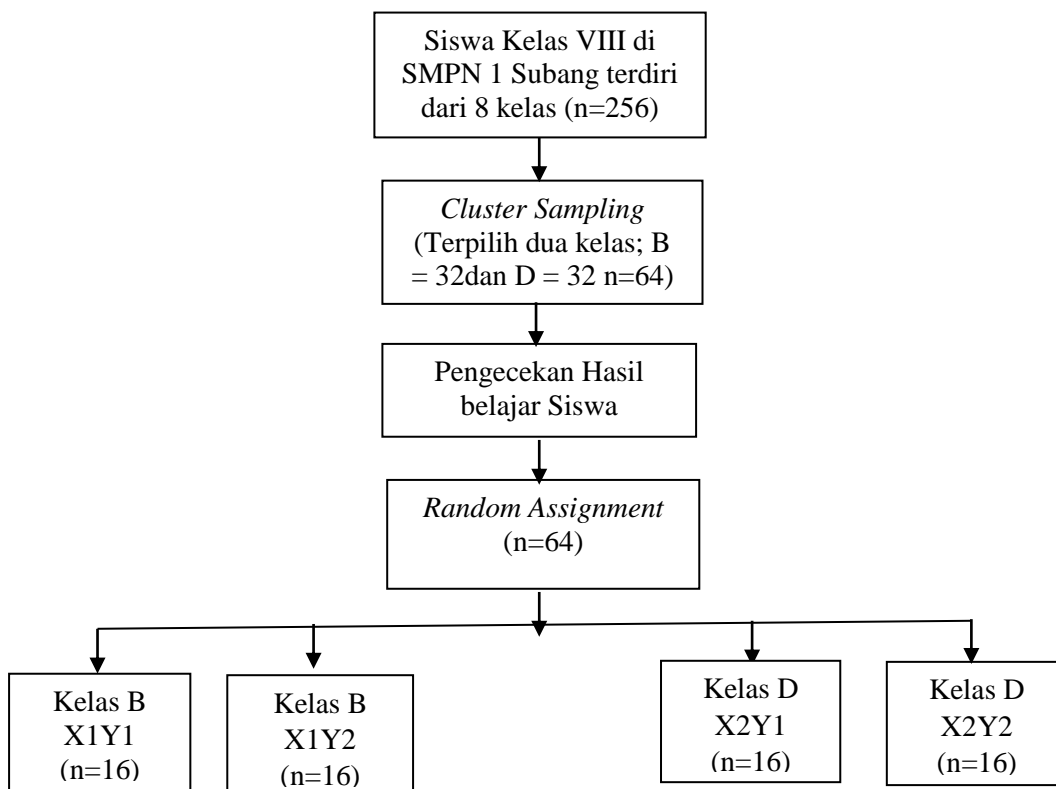 Siswa Kelas VIII di
SMPN 1 Subang terdiri
dari 8 kelas (n=256)
Cluster Sampling
(Terpilih dua kelas; B
= 32dan D = 32 n=64)
Pengecekan Hasil
belajar Siswa
Random Assignment
(n=64)
Kelas B
X1Y1
(n=16)
Kelas B
X1Y2
(n=16)
Kelas D
X2Y1
(n=16)
Kelas D
X2Y2
(n=16)